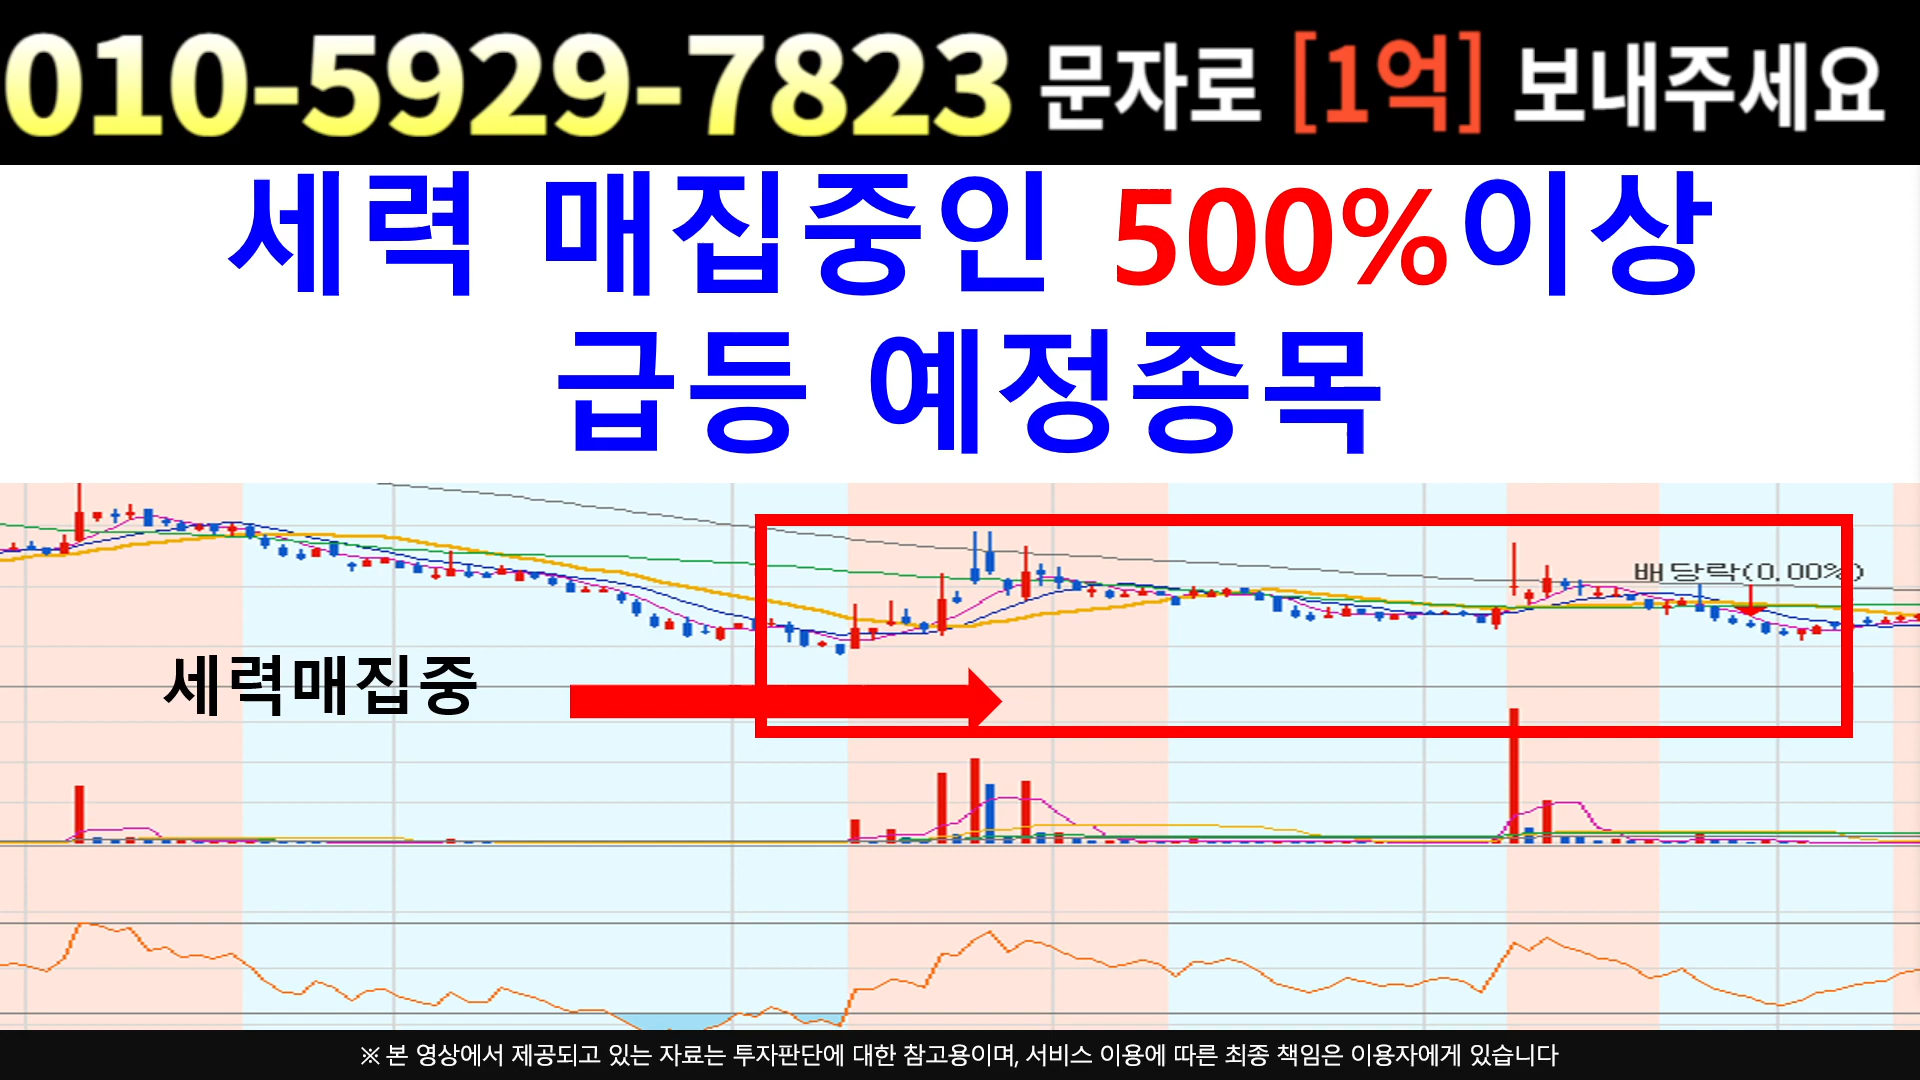 010-5929-7823 문자로 [1억] 보내주세요
세력 매집중인 500%이상
급등 예정종목
배당락(0.00%)
세력매집중
※ 본 영상에서 제공되고 있는 자료는 투자판단에 대한 참고용이며, 서비스 이용에 따른 최종 책임은 이용자에게 있습니다